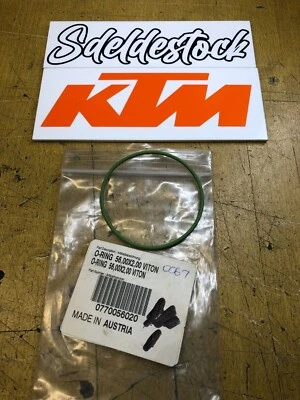 Sdeldestock
KTM
O-RING 56,00X2,00 VITON
O-RING 56,00X2,00 VITON
0067
0770056020
MADE IN AUSTRIA